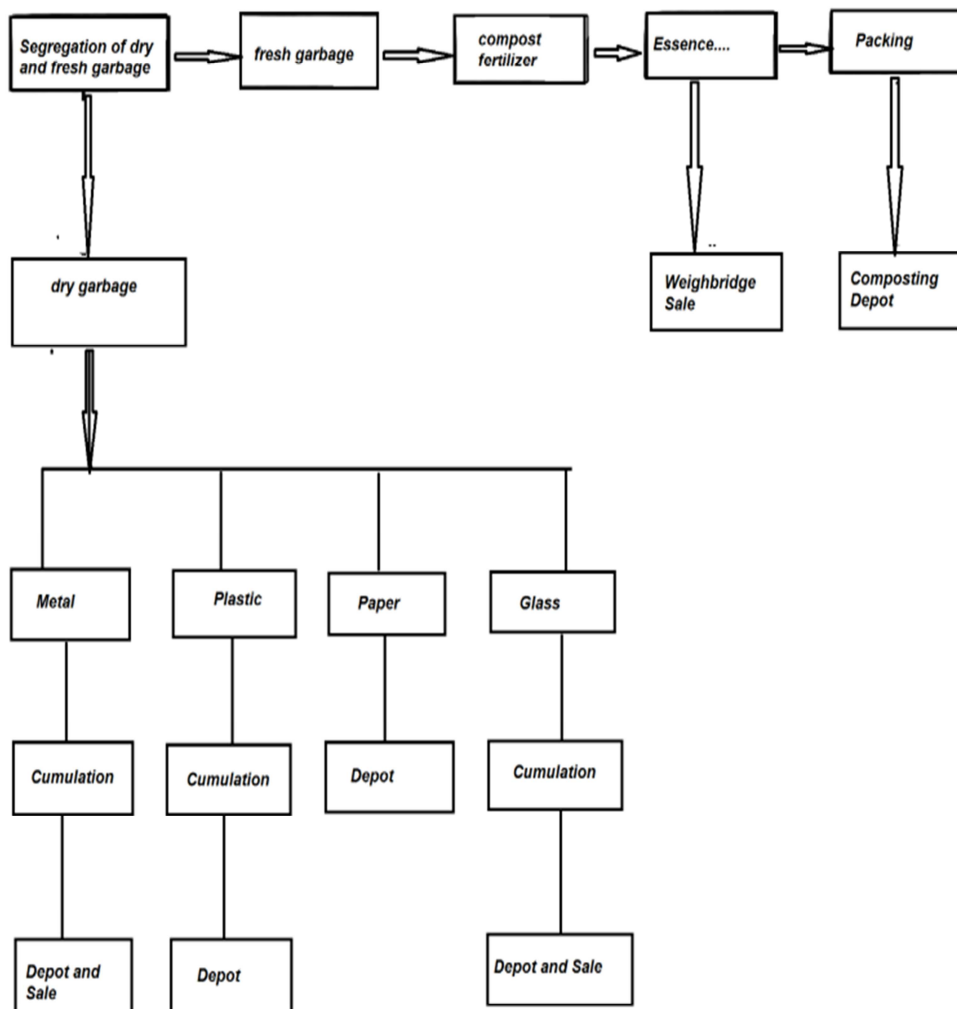 Segregation of dry
and fresh garbage
fresh garbage
compost
fertilizer
Essence....
Packing
dry garbage
Weighbridge
Sale
Composting
Depot
Metal
Plastic
Paper
Glass
Cumulation
Cumulation
Depot
Cumulation
Depot and
Sale
Depot
Depot and Sale